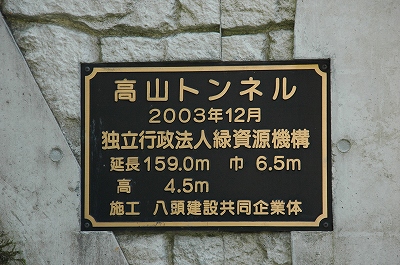 高山トンネル
2003年12月
独立行政法人緑資源機構
延長159.0m 巾 6.5m
高 4.5m
施工 八頭建設共同企業体